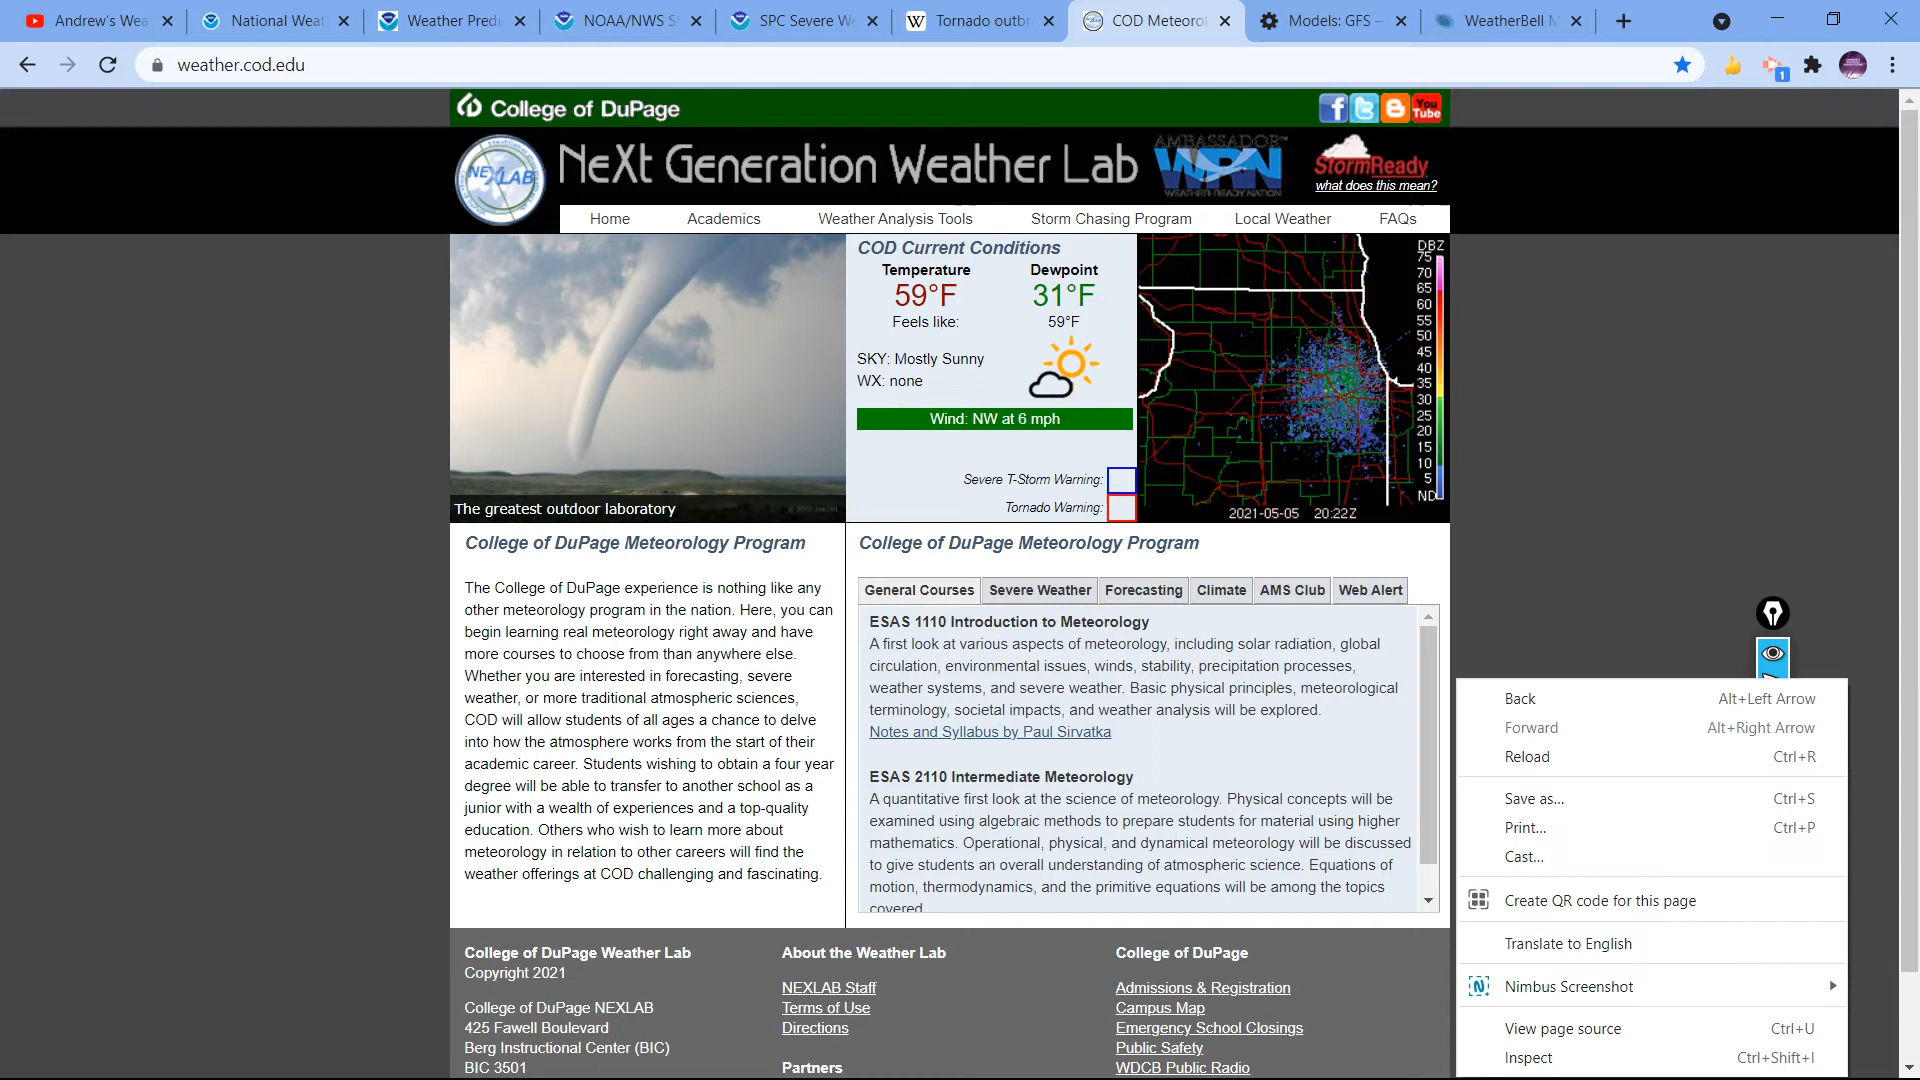 Andrew's Wea
National Weat
Weather Predi
NOAA/NWS S
SPC Severe We
Tornado outbr
COD Meteorol
Models: GFS –
WeatherBell M
weather.cod.edu
1
College of DuPage
You
Tube
NEXLAB
NeXt Generation Weather Lab
AMBASSADOR™
WRN
WEATHER-READY NATION
StormReady
what does this mean?
Home
Academics
Weather Analysis Tools
Storm Chasing Program
Local Weather
FAQs
The greatest outdoor laboratory
COD Current Conditions
Temperature
Dewpoint
59°F
31°F
Feels like:
59°F
SKY: Mostly Sunny
WX: none
Wind: NW at 6 mph
Severe T-Storm Warning:
Tornado Warning:
DBZ
75
70
65
60
55
50
45
40
35
30
25
20
15
10
5
ND
2021-05-05 20:22Z
College of DuPage Meteorology Program
The College of DuPage experience is nothing like any
other meteorology program in the nation. Here, you can
begin learning real meteorology right away and have
more courses to choose from than anywhere else.
Whether you are interested in forecasting, severe
weather, or more traditional atmospheric sciences,
COD will allow students of all ages a chance to delve
into how the atmosphere works from the start of their
academic career. Students wishing to obtain a four year
degree will be able to transfer to another school as a
junior with a wealth of experiences and a top-quality
education. Others who wish to learn more about
meteorology in relation to other careers will find the
weather offerings at COD challenging and fascinating.
College of DuPage Meteorology Program
General Courses
Severe Weather
Forecasting
Climate
AMS Club
Web Alert
ESAS 1110 Introduction to Meteorology
A first look at various aspects of meteorology, including solar radiation, global
circulation, environmental issues, winds, stability, precipitation processes,
weather systems, and severe weather. Basic physical principles, meteorological
terminology, societal impacts, and weather analysis will be explored.
Notes and Syllabus by Paul Sirvatka
ESAS 2110 Intermediate Meteorology
A quantitative first look at the science of meteorology. Physical concepts will be
examined using algebraic methods to prepare students for material using higher
mathematics. Operational, physical, and dynamical meteorology will be discussed
to give students an overall understanding of atmospheric science. Equations of
motion, thermodynamics, and the primitive equations will be among the topics
covered
College of DuPage Weather Lab
Copyright 2021
College of DuPage NEXLAB
425 Fawell Boulevard
Berg Instructional Center (BIC)
BIC 3501
About the Weather Lab
NEXLAB Staff
Terms of Use
Directions
Partners
College of DuPage
Admissions & Registration
Campus Map
Emergency School Closings
Public Safety
WDCB Public Radio
Back Alt+Left Arrow
Forward Alt+Right Arrow
Reload Ctrl+R
Save as... Ctrl+S
Print... Ctrl+P
Cast...
Create QR code for this page
Translate to English
Nimbus Screenshot
View page source Ctrl+U
Inspect Ctrl+Shift+I